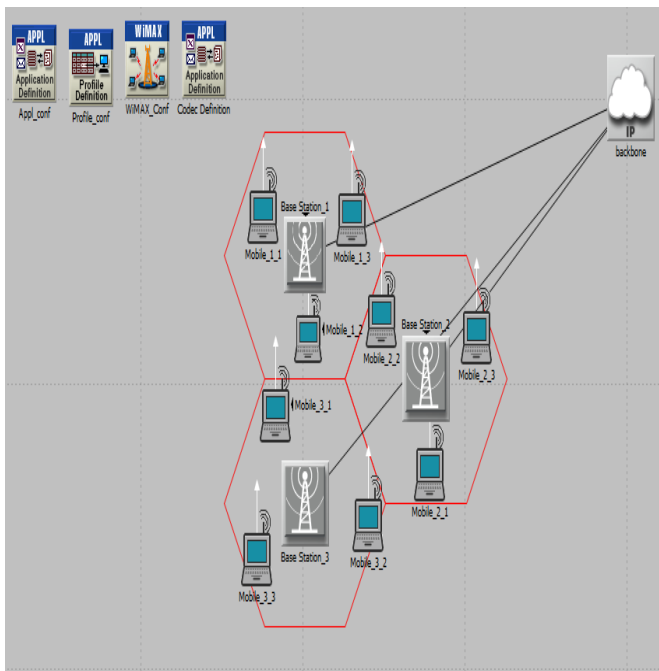 APPL
Application
Definition
Appl_conf
APPL
Profile
Definition
Profile_conf
WiMAX
WiMAX_Conf
APPL
Application
Definition
Codec Definition
IP
backbone
Base Station_1
Mobile_1_1
Mobile_1_3
Mobile_1_2
Base Station_2
Mobile_2_2
Mobile_2_3
Mobile_3_1
Mobile_2_1
Base Station_3
Mobile_3_2
Mobile_3_3